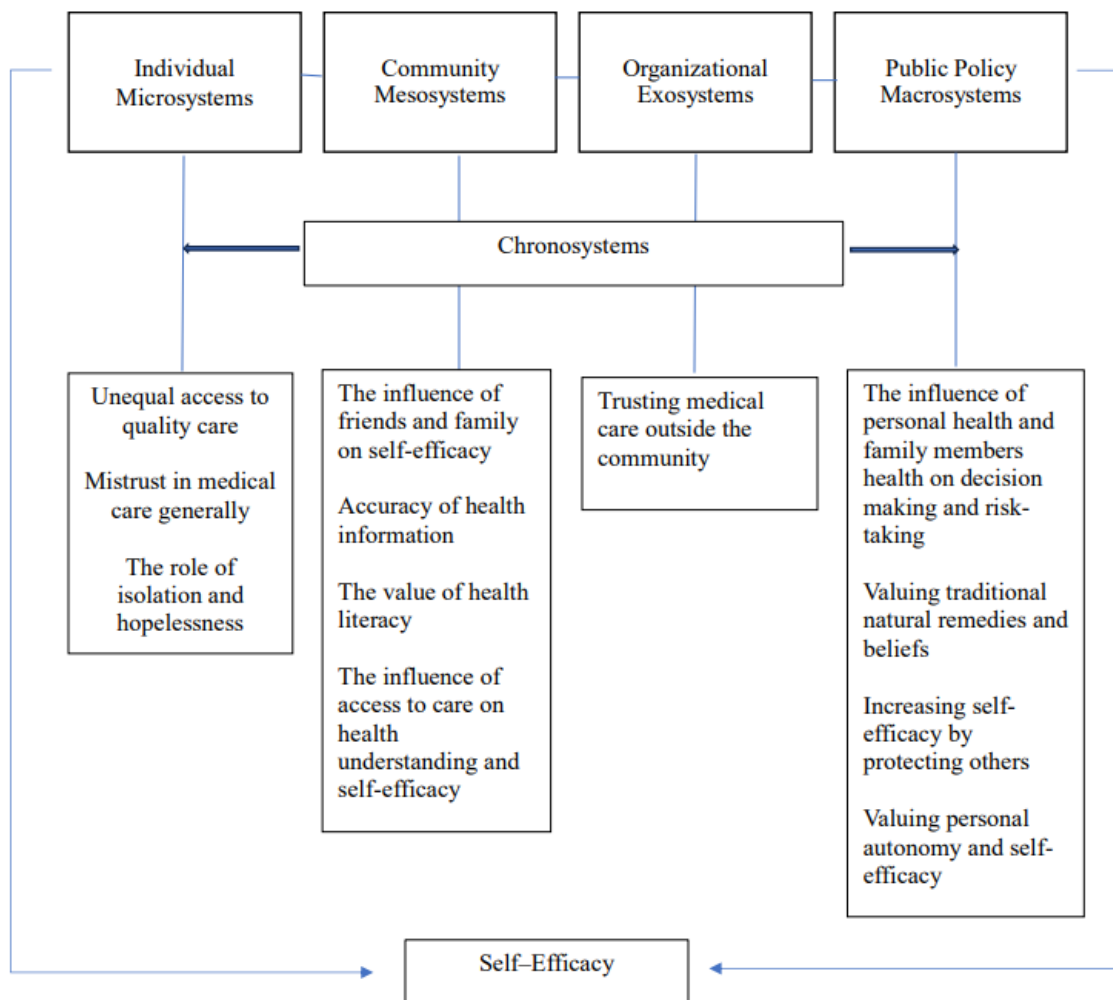 Individual
Microsystems
Community
Mesosystems
Organizational
Exosystems
Public Policy
Macrosystems
Chronosystems
Unequal access to
quality care
Mistrust in medical
care generally
The role of
isolation and
hopelessness
The influence of
friends and family
on self-efficacy
Accuracy of health
information
The value of health
literacy
The influence of
access to care on
health
understanding and
self-efficacy
Trusting medical
care outside the
community
The influence of
personal health and
family members
health on decision
making and risk-
taking
Valuing traditional
natural remedies and
beliefs
Increasing self-
efficacy by
protecting others
Valuing personal
autonomy and self-
efficacy
Self–Efficacy